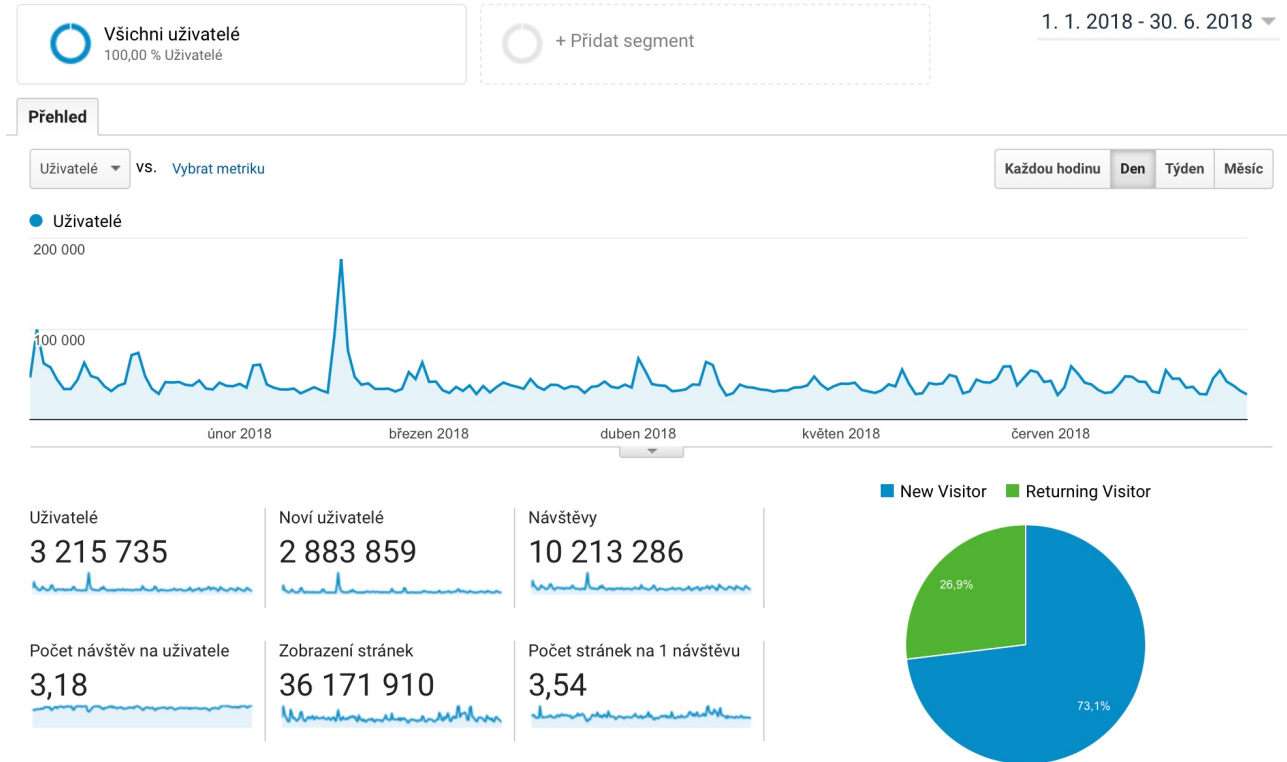 Všichni uživatelé
100,00 % Uživatelé
+ Přidat segment
1. 1. 2018 - 30. 6. 2018
Přehled
Uživatelé
VS.
Vybrat metriku
Každou hodinu
Den
Týden
Měsíc
Uživatelé
200 000
100 000
únor 2018
březen 2018
duben 2018
květen 2018
červen 2018
New Visitor
Returning Visitor
Uživatelé
3 215 735
Noví uživatelé
2 883 859
Návštěvy
10 213 286
Počet návštěv na uživatele
3,18
Zobrazení stránek
36 171 910
Počet stránek na 1 návštěvu
3,54
26,9%
73,1%